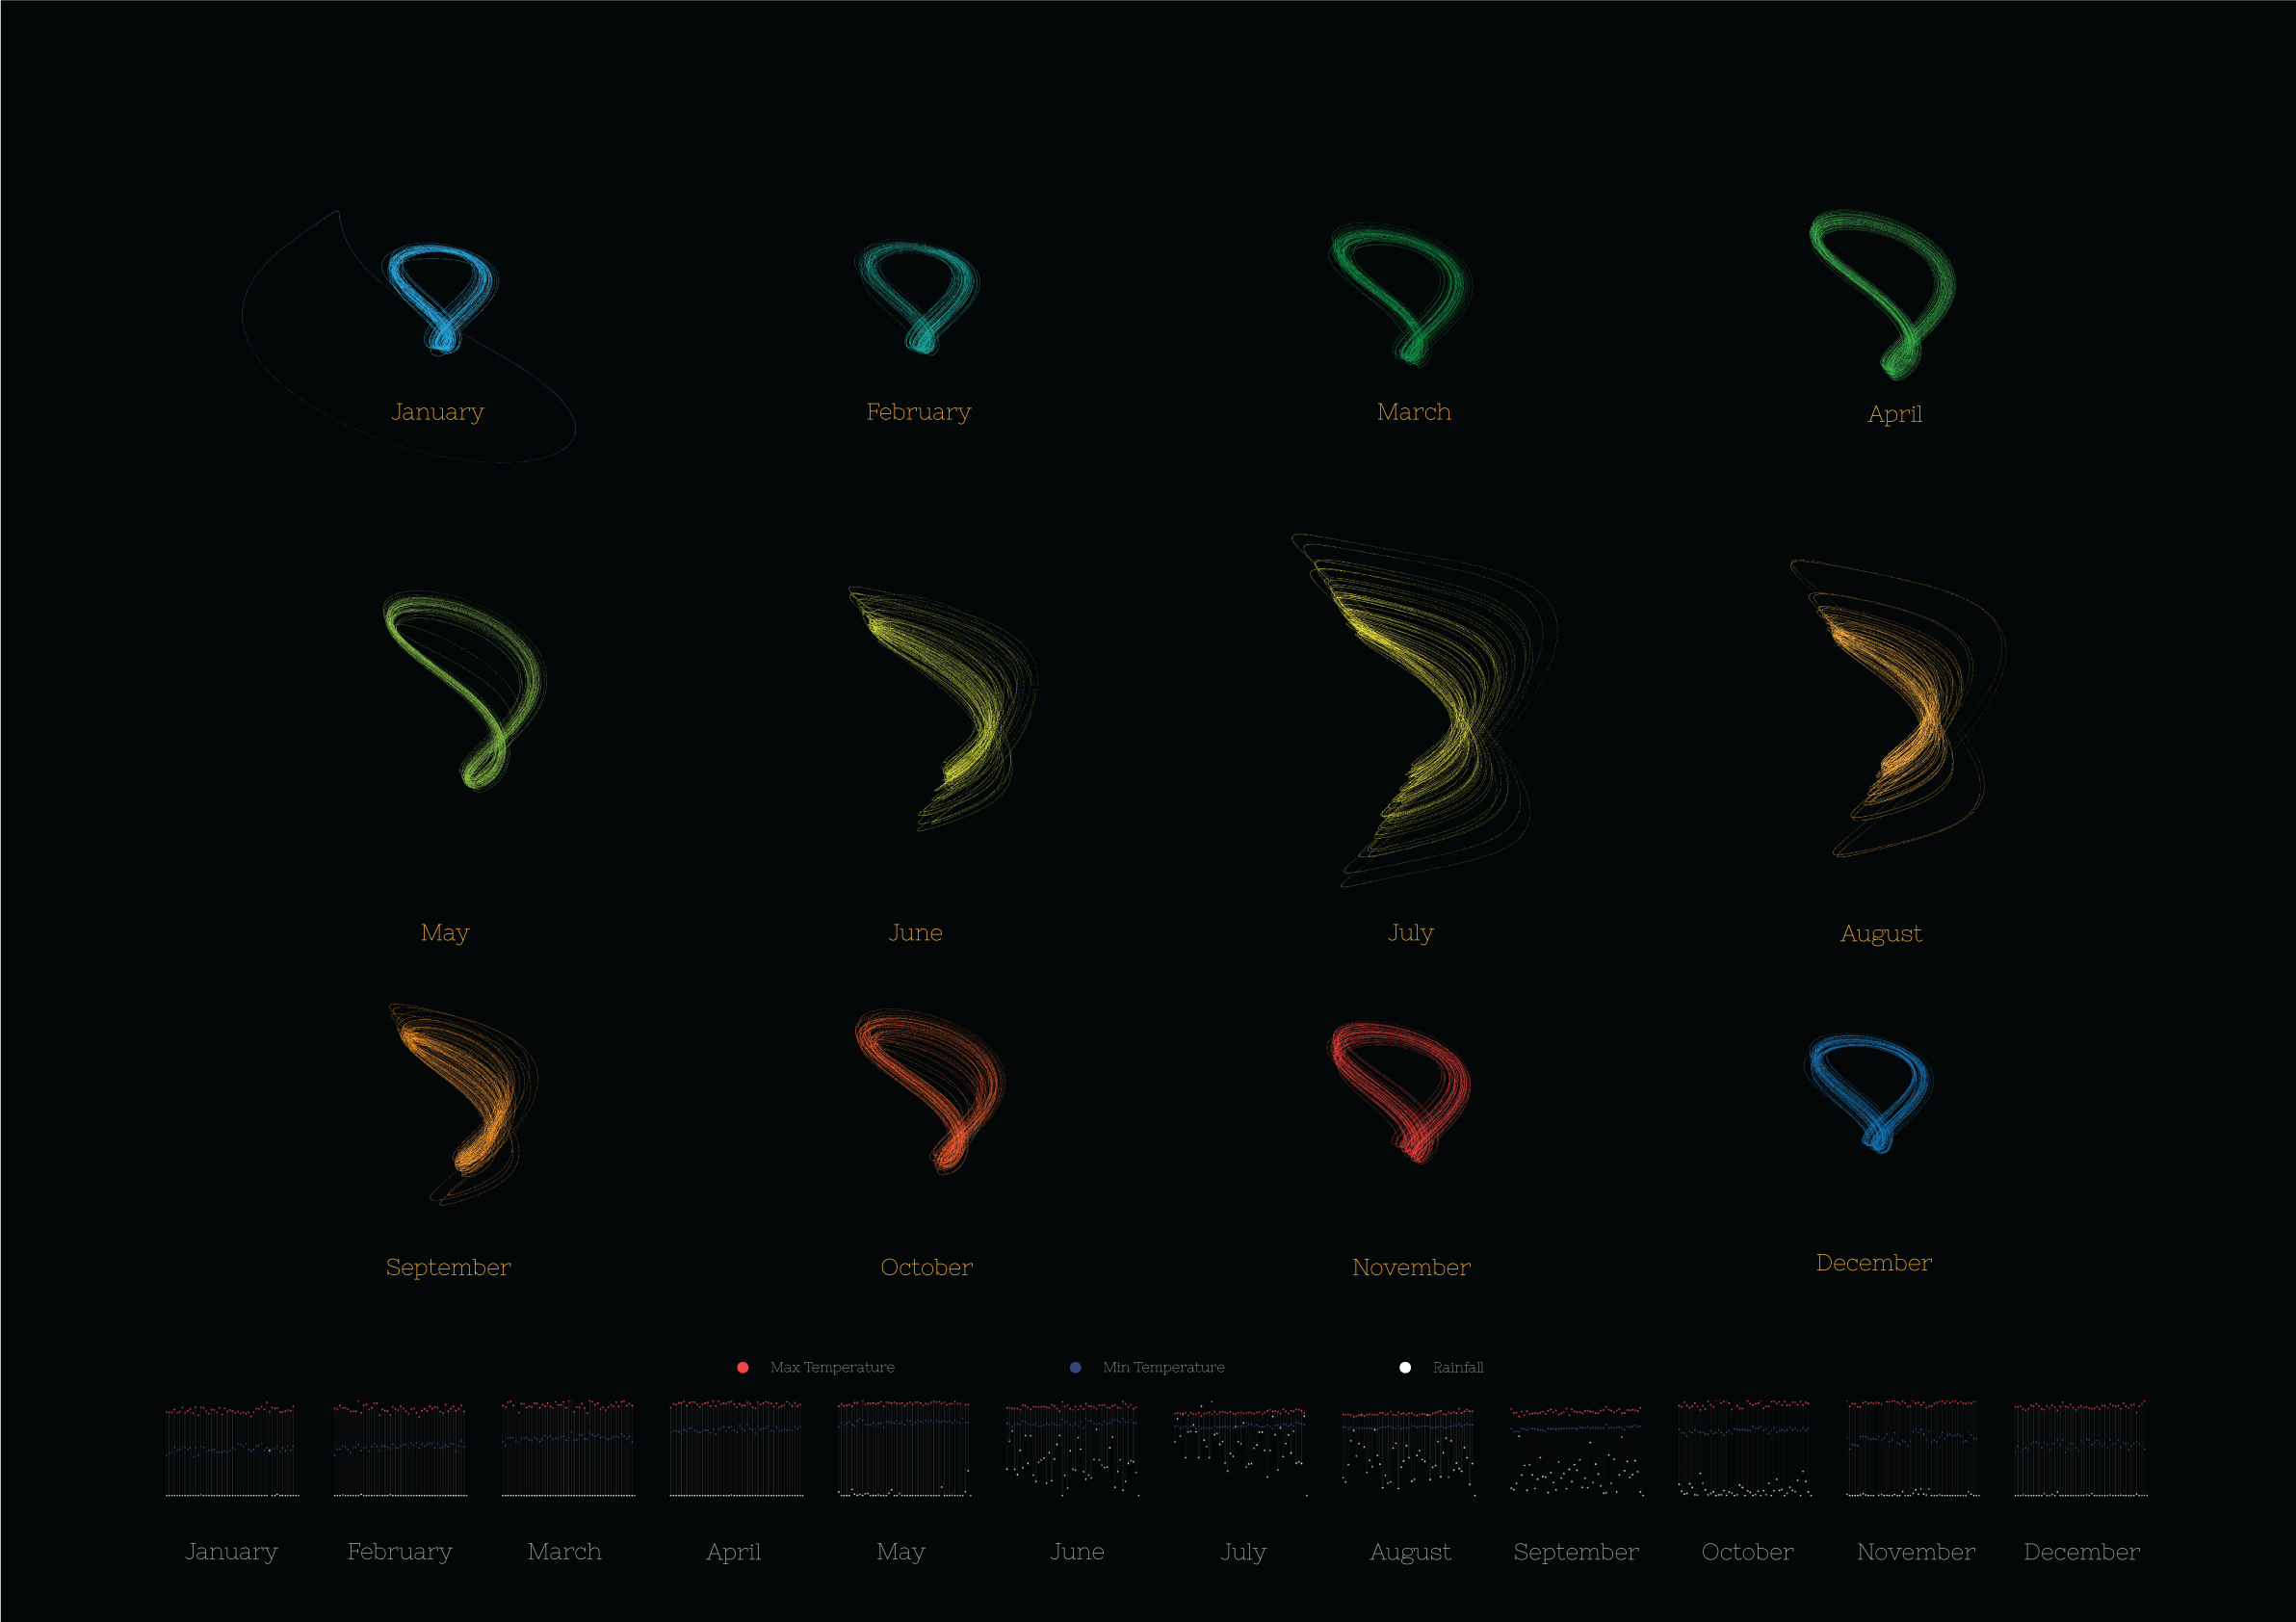 January February March April
May June July August
September October November December
Max Temperature Min Temperature Rainfall
January February March April May June July August September October November December